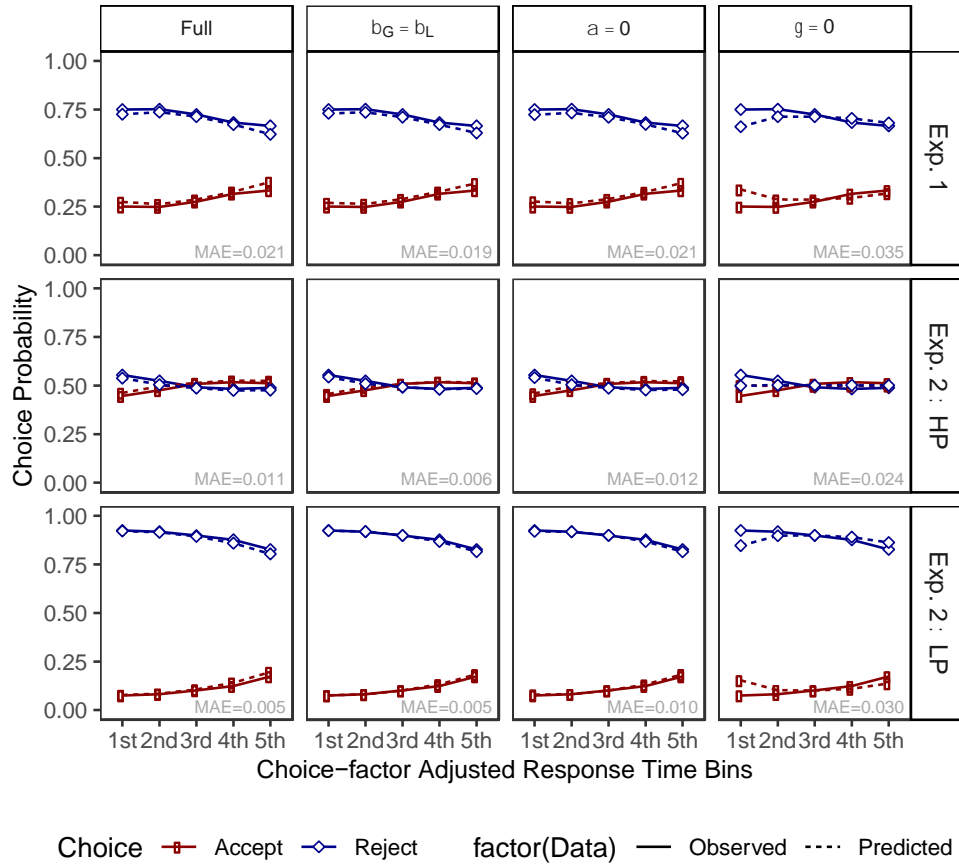 Full
b_G = b_L
a = 0
g = 0
1.00
0.75
0.50
0.25
0.00
MAE=0.021
MAE=0.019
MAE=0.021
MAE=0.035
Exp. 1
1.00
0.75
0.50
0.25
0.00
MAE=0.011
MAE=0.006
MAE=0.012
MAE=0.024
Exp. 2 : HP
1.00
0.75
0.50
0.25
0.00
MAE=0.005
MAE=0.005
MAE=0.010
MAE=0.030
Exp. 2 : LP
Choice Probability
1st 2nd 3rd 4th 5th
1st 2nd 3rd 4th 5th
1st 2nd 3rd 4th 5th
1st 2nd 3rd 4th 5th
Choice−factor Adjusted Response Time Bins
Choice Accept Reject factor(Data) Observed Predicted